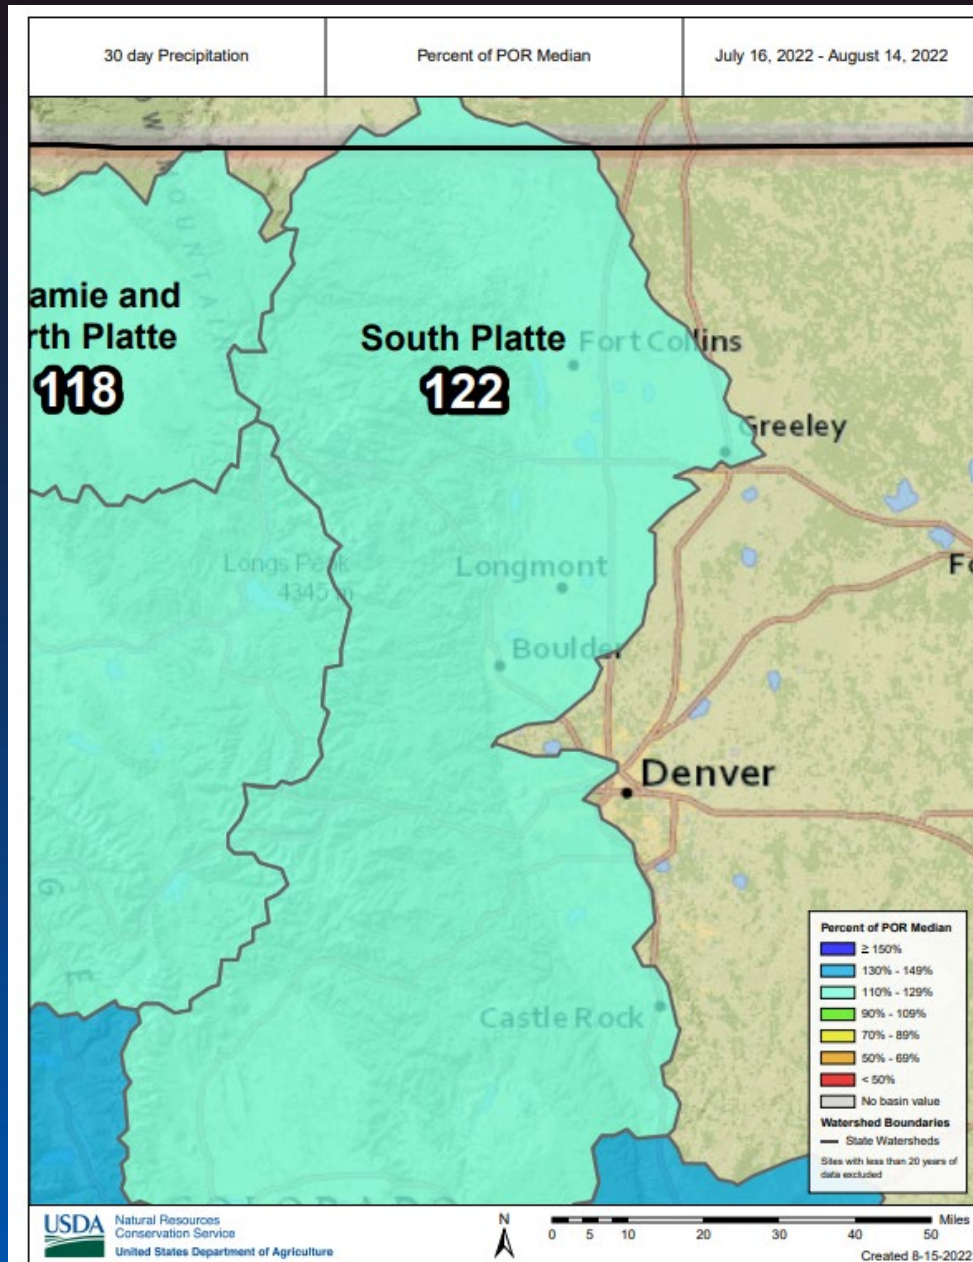 30 day Precipitation
Percent of POR Median
July 16, 2022 - August 14, 2022
OW MOUNTAIN
amie and
rth Platte
118
South Platte
122
Fort Collins
Greeley
Longs Peak
4345 m
Longmont
Boulder
Fo
Denver
G E
Castle Rock
COLORADO
Percent of POR Median
≥ 150%
130% - 149%
110% - 129%
90% - 109%
70% - 89%
50% - 69%
< 50%
No basin value
Watershed Boundaries
State Watersheds
Sites with less than 20 years of
data excluded
USDA
Natural Resources
Conservation Service
United States Department of Agriculture
N
0 5 10 20 30 40 50 Miles
Created 8-15-2022